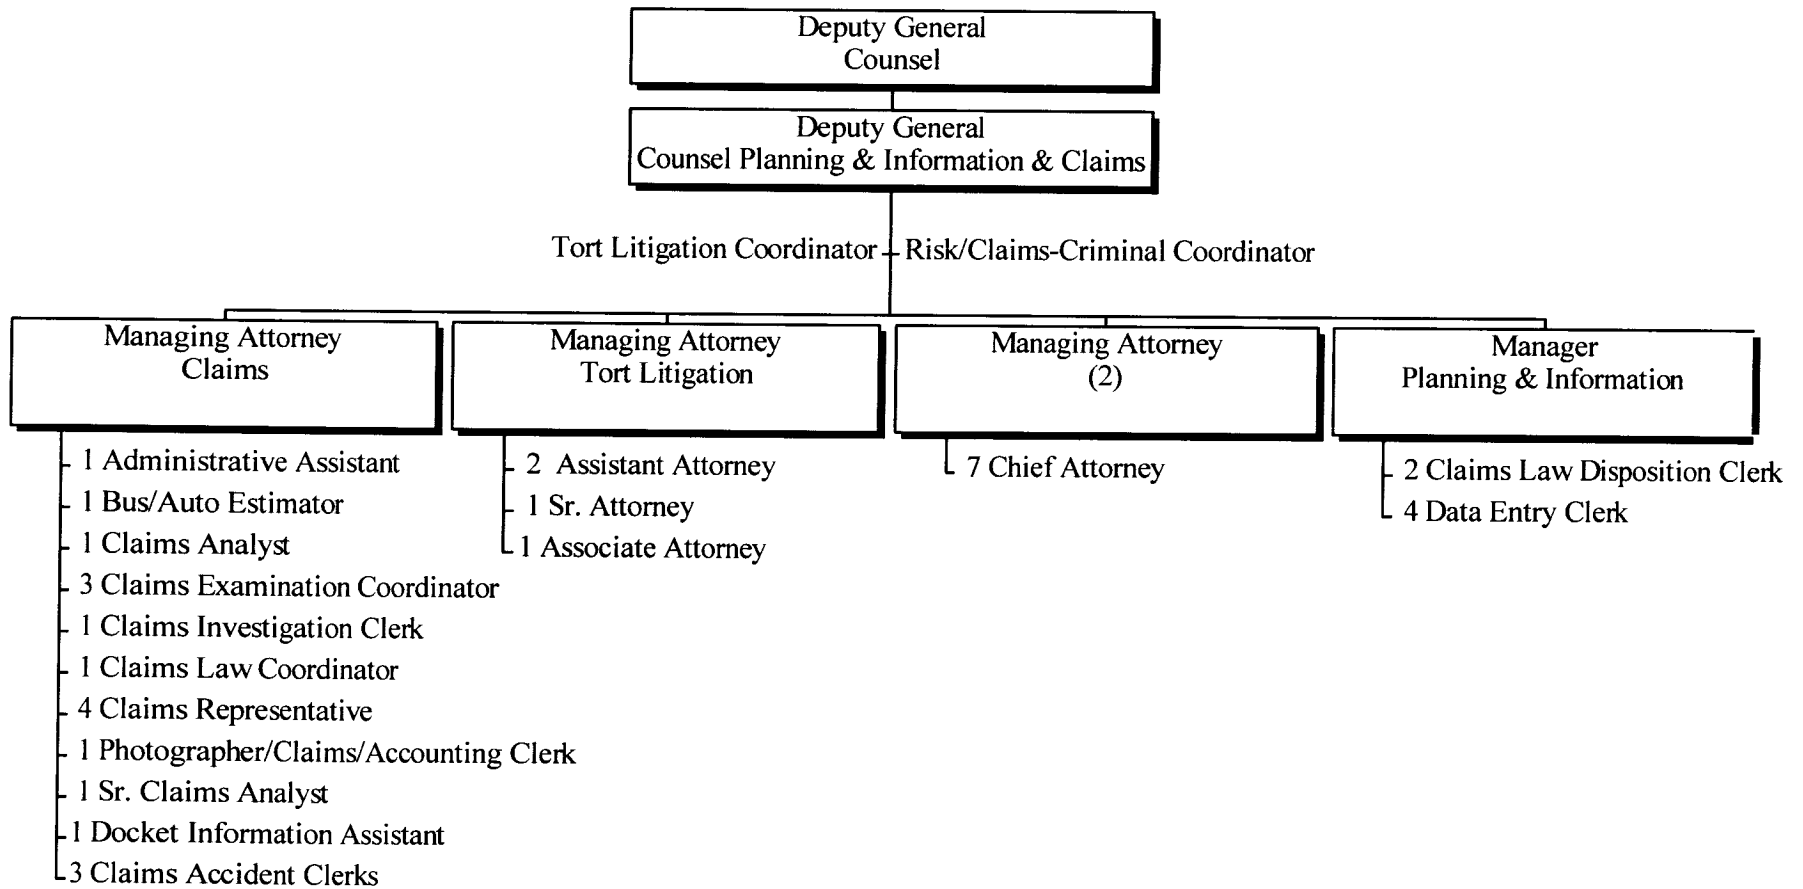 Deputy General
Counsel
Deputy General
Counsel Planning & Information & Claims
Tort Litigation Coordinator
Risk/Claims-Criminal Coordinator
Managing Attorney
Claims
1 Administrative Assistant
1 Bus/Auto Estimator
1 Claims Analyst
3 Claims Examination Coordinator
1 Claims Investigation Clerk
1 Claims Law Coordinator
4 Claims Representative
1 Photographer/Claims/Accounting Clerk
1 Sr. Claims Analyst
1 Docket Information Assistant
3 Claims Accident Clerks
Managing Attorney
Tort Litigation
2 Assistant Attorney
1 Sr. Attorney
1 Associate Attorney
Managing Attorney
(2)
7 Chief Attorney
Manager
Planning & Information
2 Claims Law Disposition Clerk
4 Data Entry Clerk